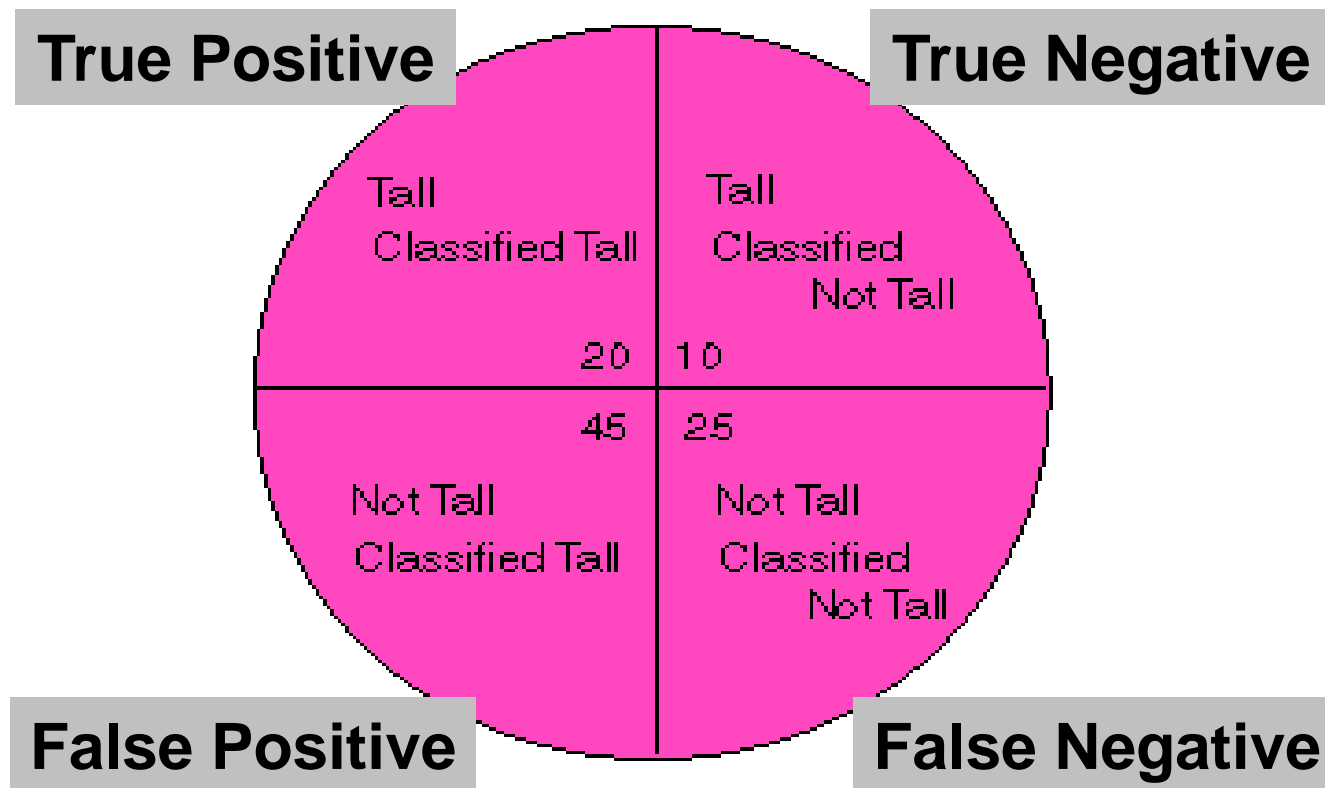 True Positive
True Negative
Tall
Classified Tall
20
Tall
Classified
Not Tall
10
45
Not Tall
Classified Tall
25
Not Tall
Classified
Not Tall
False Positive
False Negative